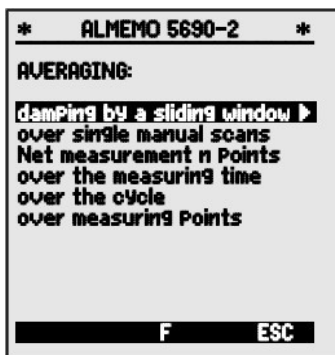 * ALMEMO 5690-2 *
AVERAGING:
damping by a sliding window ▶
over single manual scans
Net measurement n Points
over the measuring time
over the cycle
over measuring Points
F ESC